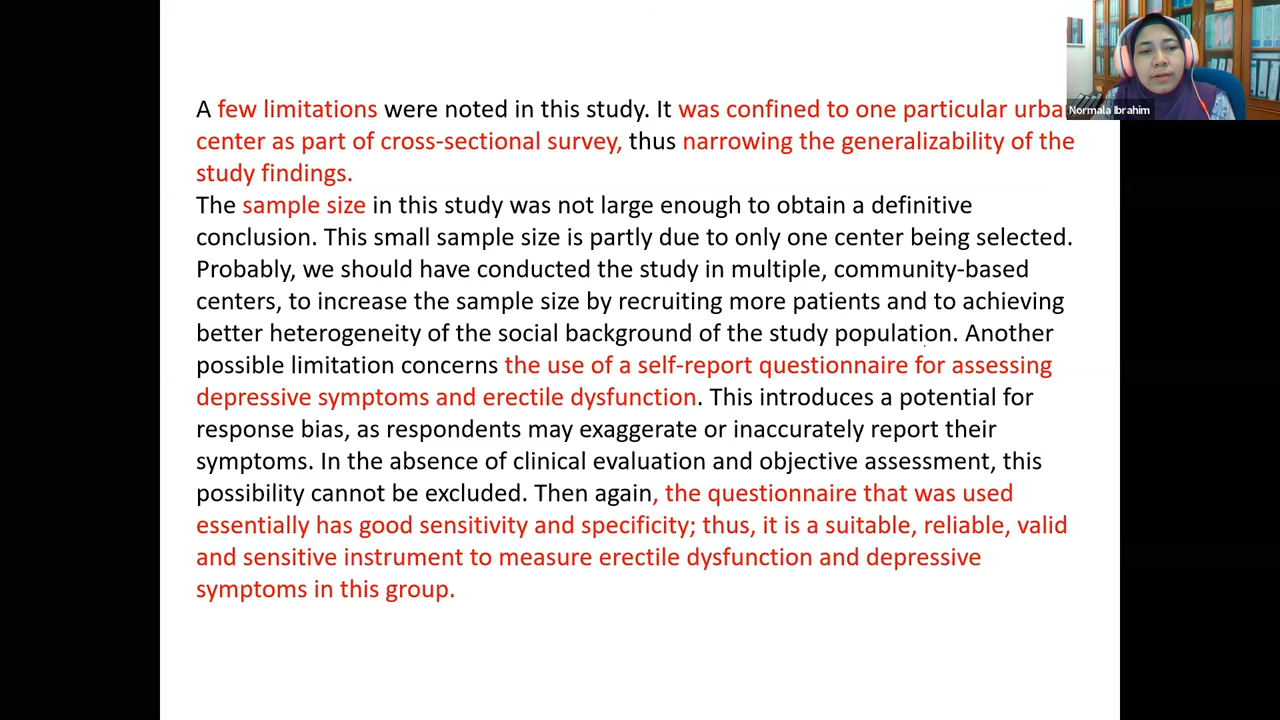 A few limitations were noted in this study. It was confined to one particular urba
center as part of cross-sectional survey, thus narrowing the generalizability of the
study findings.
The sample size in this study was not large enough to obtain a definitive
conclusion. This small sample size is partly due to only one center being selected.
Probably, we should have conducted the study in multiple, community-based
centers, to increase the sample size by recruiting more patients and to achieving
better heterogeneity of the social background of the study population. Another
possible limitation concerns the use of a self-report questionnaire for assessing
depressive symptoms and erectile dysfunction. This introduces a potential for
response bias, as respondents may exaggerate or inaccurately report their
symptoms. In the absence of clinical evaluation and objective assessment, this
possibility cannot be excluded. Then again, the questionnaire that was used
essentially has good sensitivity and specificity; thus, it is a suitable, reliable, valid
and sensitive instrument to measure erectile dysfunction and depressive
symptoms in this group.
Normala Ibrahim